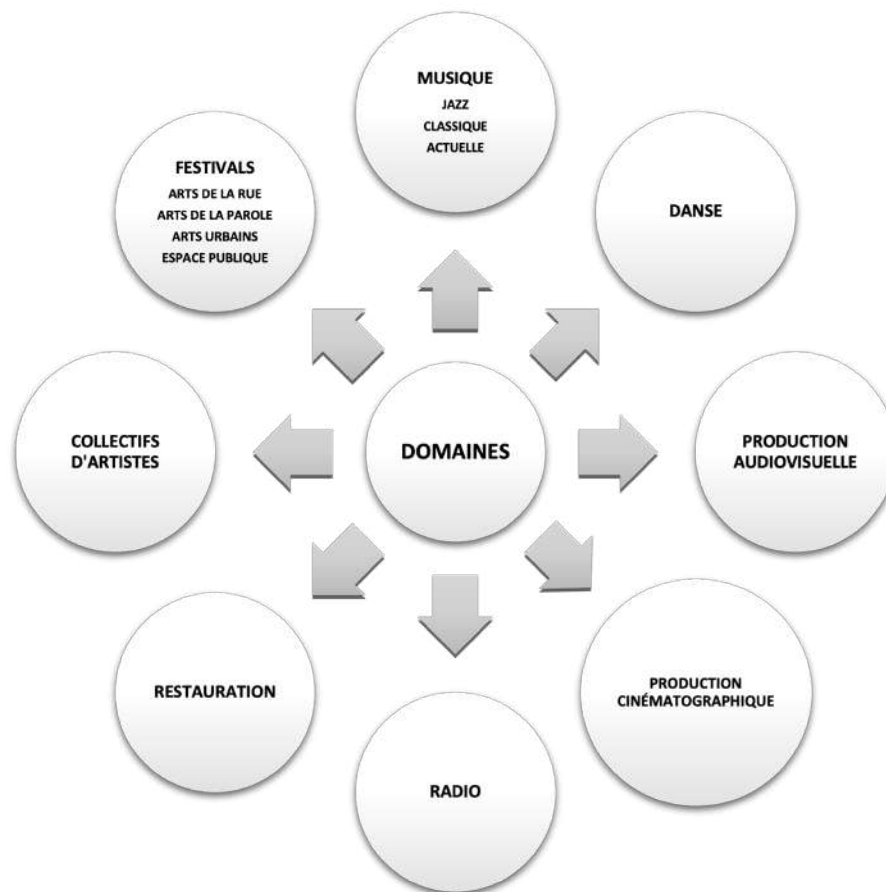 MUSIQUE
JAZZ
CLASSIQUE
ACTUELLE
FESTIVALS
ARTS DE LA RUE
ARTS DE LA PAROLE
ARTS URBAINS
ESPACE PUBLIQUE
DANSE
COLLECTIFS
D'ARTISTES
DOMAINES
PRODUCTION
AUDIOVISUELLE
RESTAURATION
PRODUCTION
CINÉMATOGRAPHIQUE
RADIO